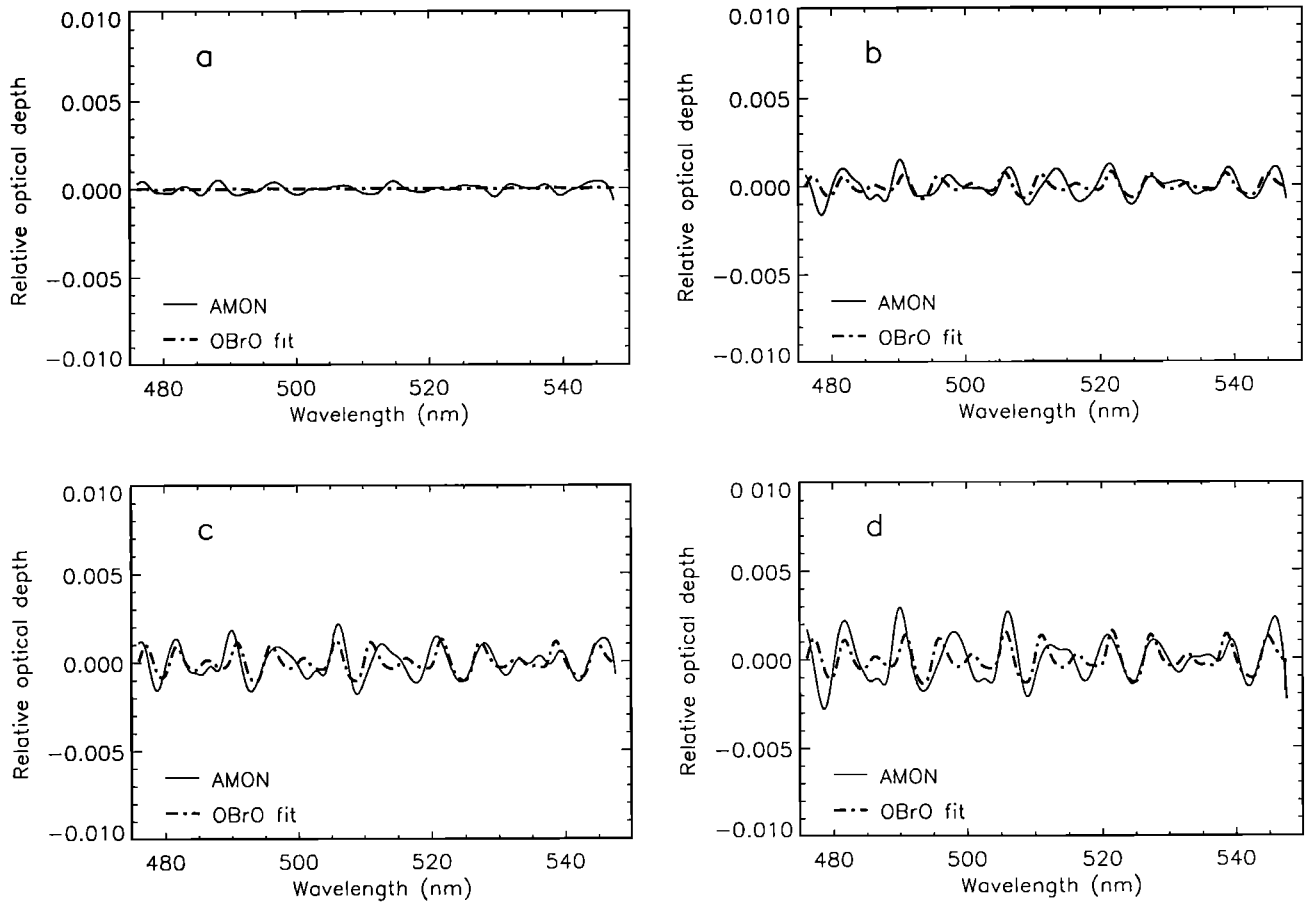 a
0.010
0.005
0.000
−0.005
−0.010
Relative optical depth
AMON
OBrO fit
480
500
520
540
Wavelength (nm)
b
0.010
0.005
0.000
−0.005
−0.010
Relative optical depth
AMON
OBrO fit
480
500
520
540
Wavelength (nm)
c
0.010
0.005
0.000
−0.005
−0.010
Relative optical depth
AMON
OBrO fit
480
500
520
540
Wavelength (nm)
d
0 010
0.005
0.000
−0.005
−0.010
Relative optical depth
AMON
OBrO fit
480
500
520
540
Wavelength (nm)